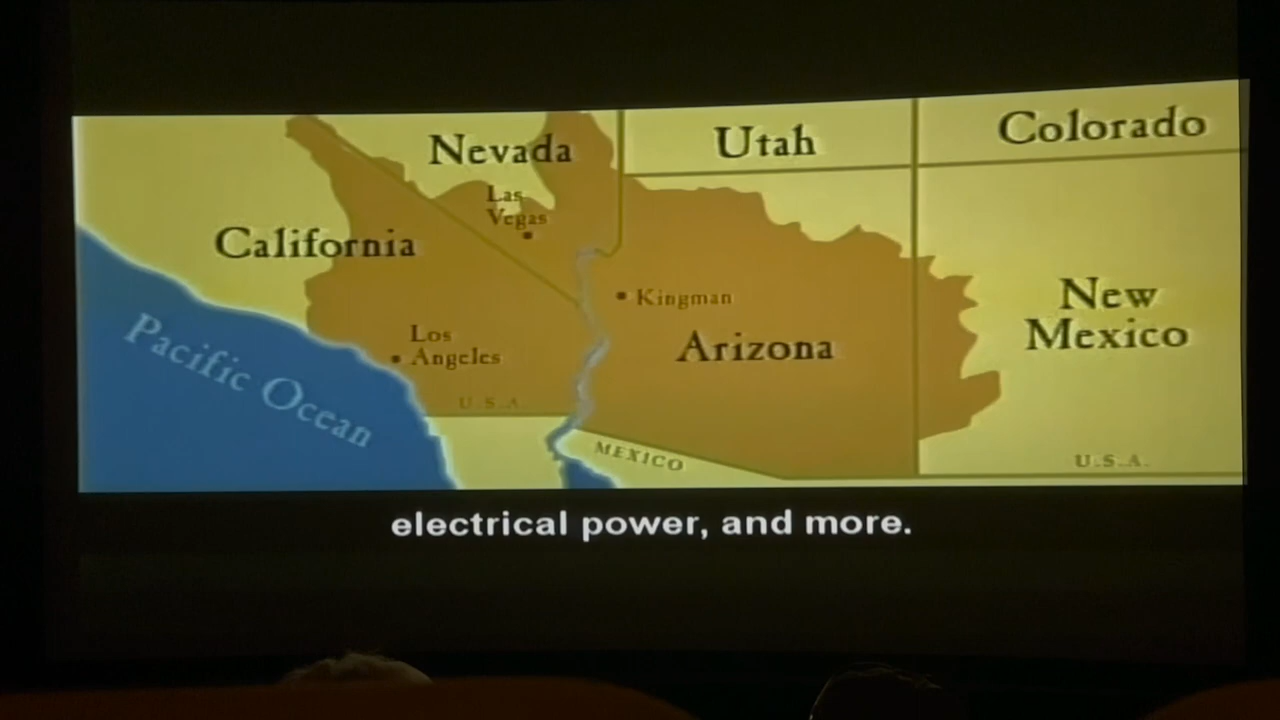 Nevada
Utah
Colorado
Las
Vegas
California
Kingman
New
Mexico
Los
Angeles
Arizona
Pacific Ocean
U.S.A.
MEXICO
U.S.A.
electrical power, and more.